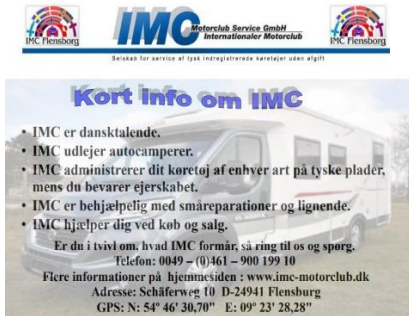 IMC Flensborg
IMC Motorclub Service GmbH
Internationaler Motorclub
IMC Flensborg
Selskab for service af tysk indregistrerede køretøjer uden afgift
Kort info om IMC
• IMC er dansktalende.
• IMC udlejer autocamperer.
• IMC administrerer dit køretøj af enhver art på tyske plader,
mens du bevarer ejerskabet.
• IMC er behjælpelig med småreparationer og lignende.
• IMC hjælper dig ved køb og salg.
Er du i tvivl om, hvad IMC formår, så ring til os og spørg.
Telefon: 0049 – (0)461 – 900 199 10
Flere informationer på hjemmesiden : www.imc-motorclub.dk
Adresse: Schäferweg 10 D-24941 Flensburg
GPS: N: 54° 46' 30,70" E: 09° 23' 28,28"